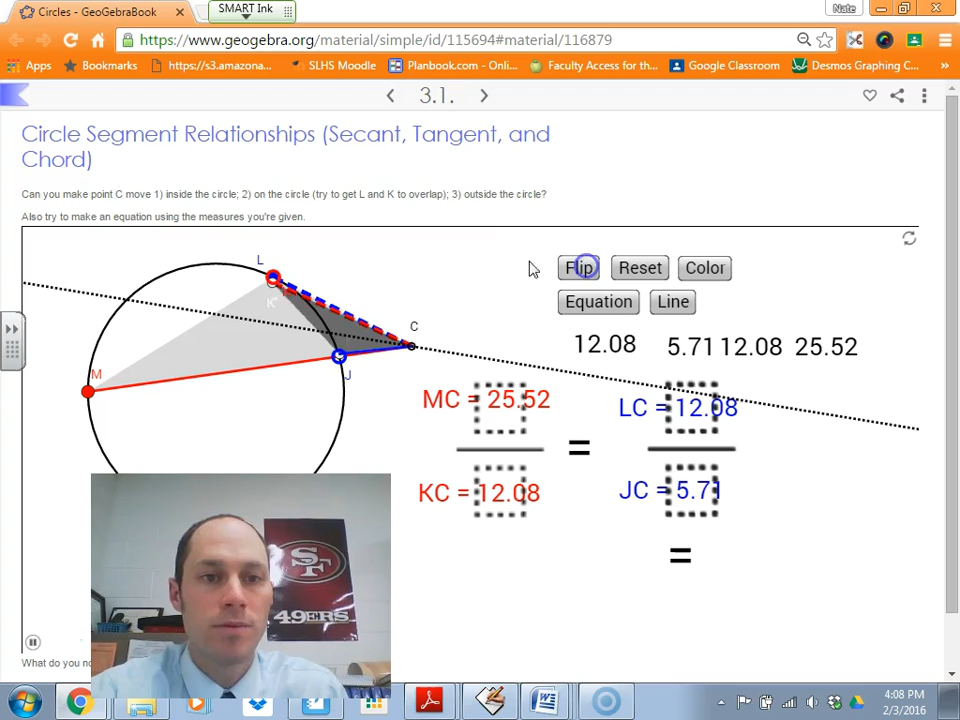 Circles - GeoGebraBook
SMART Ink
Nate
https://www.geogebra.org/material/simple/id/115694#material/116879
Apps
Bookmarks
https://s3.amazona...
SLHS Moodle
Planbook.com - Onli...
Faculty Access for th...
Google Classroom
Desmos Graphing C...
»
3.1.
Circle Segment Relationships (Secant, Tangent, and
Chord)
Can you make point C move 1) inside the circle; 2) on the circle (try to get L and K to overlap); 3) outside the circle?
Also try to make an equation using the measures you're given.
L
K
C
M
J
Flip
Reset
Color
Equation
Line
12.08 5.71 12.08 25.52
MC = 25.52
LC = 12.08
=
KC = 12.08
JC = 5.71
=
SF
49ERS
What do you no
4:08 PM
2/3/2016